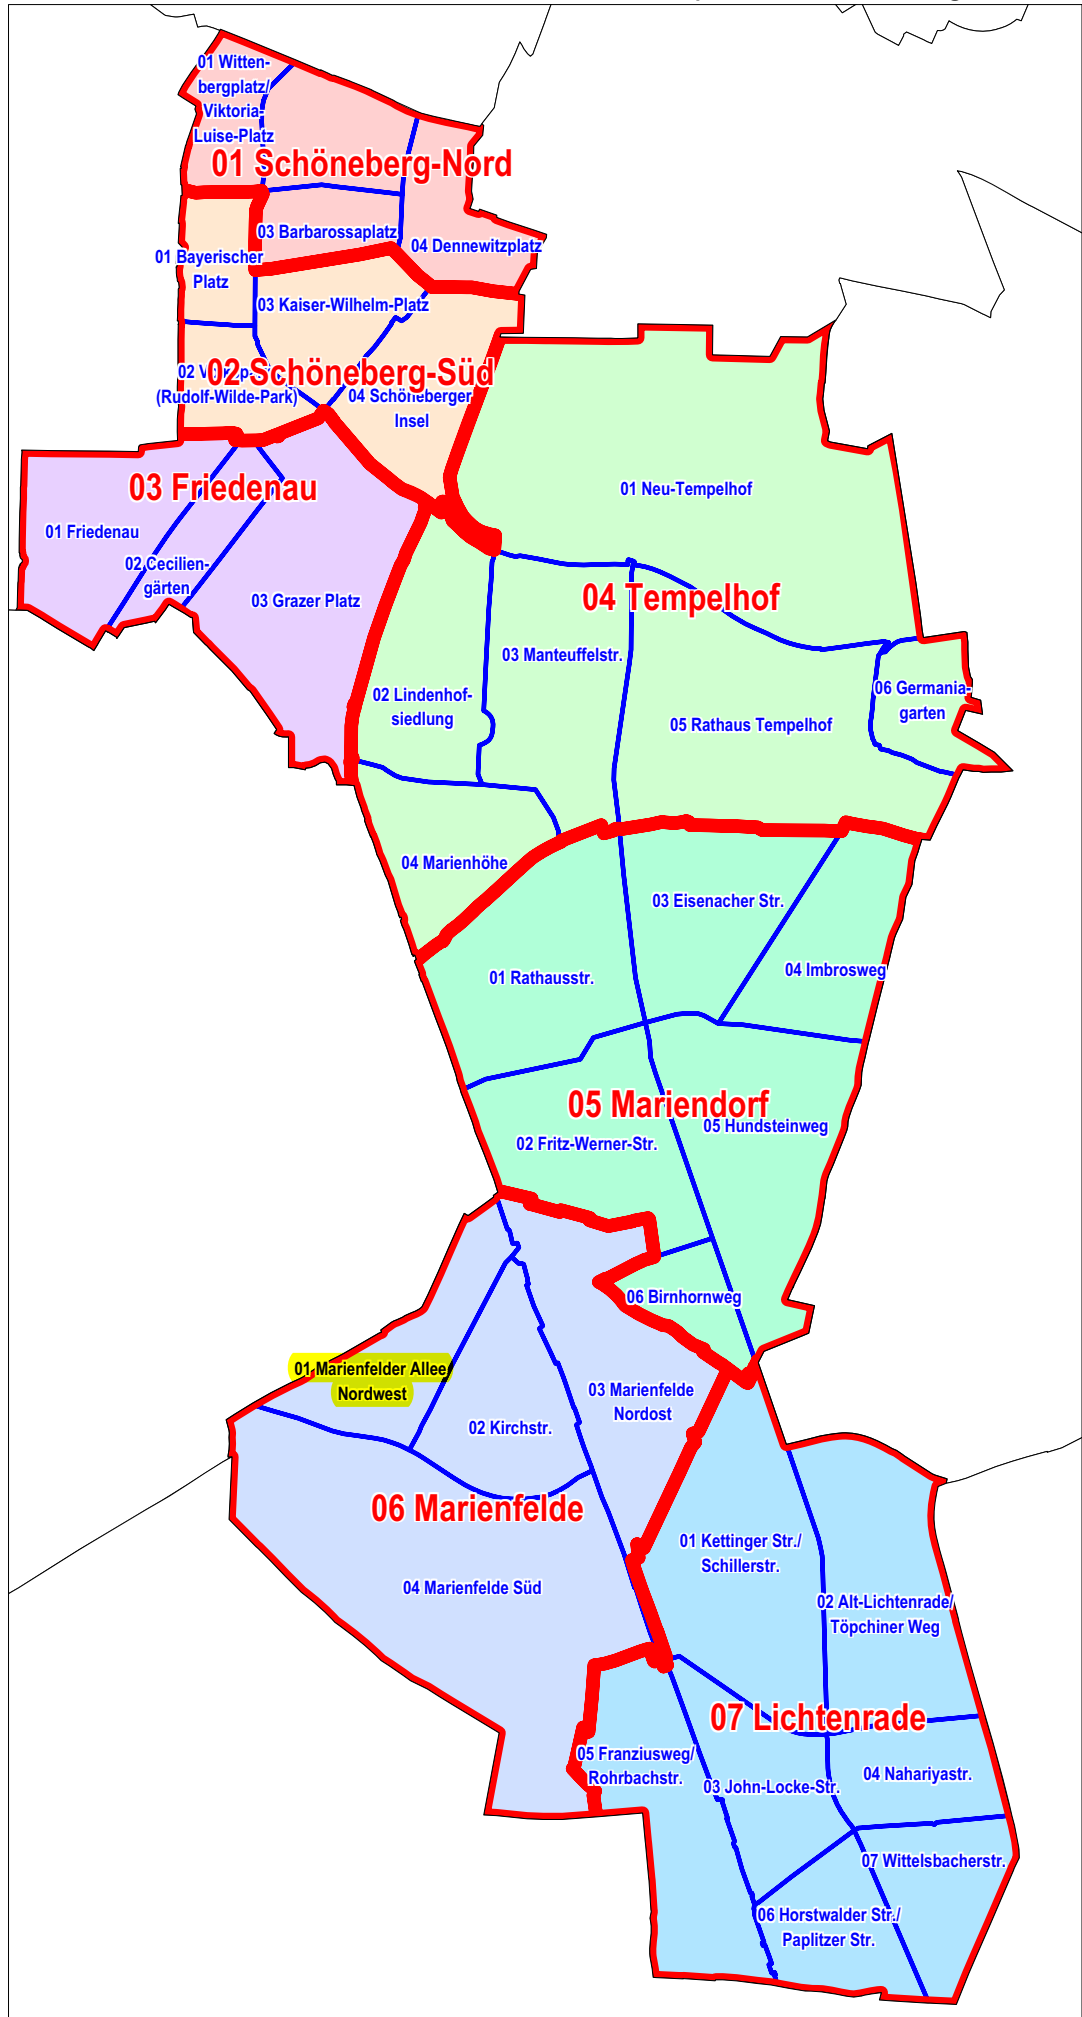 01 Witten-
bergplatz/
Viktoria-
Luise-Platz
01 Schöneberg-Nord
03 Barbarossaplatz
04 Dennewitzplatz
01 Bayerischer
Platz
03 Kaiser-Wilhelm-Platz
02 Schöneberg-Süd
02
(Rudolf-Wilde-Park)
04 Schöneberger
Insel
03 Friedenau
01 Friedenau
02 Cecilien-
gärten
03 Grazer Platz
01 Neu-Tempelhof
04 Tempelhof
03 Manteuffelstr.
02 Lindenhof-
siedlung
06 Germania-
garten
05 Rathaus Tempelhof
04 Marienhöhe
03 Eisenacher Str.
01 Rathausstr.
04 Imbrosweg
05 Mariendorf
05 Hundsteinweg
02 Fritz-Werner-Str.
06 Birnhornweg
01 Marienfelder Allee
Nordwest
03 Marienfelde
Nordost
02 Kirchstr.
06 Marienfelde
04 Marienfelde Süd
01 Kettinger Str./
Schillerstr.
02 Alt-Lichtenrade/
Töpchiner Weg
07 Lichtenrade
05 Franziusweg/
Rohrbachstr.
03 John-Locke-Str.
04 Nahariyastr.
07 Wittelsbacherstr.
06 Horstwalder Str./
Paplitzer Str.